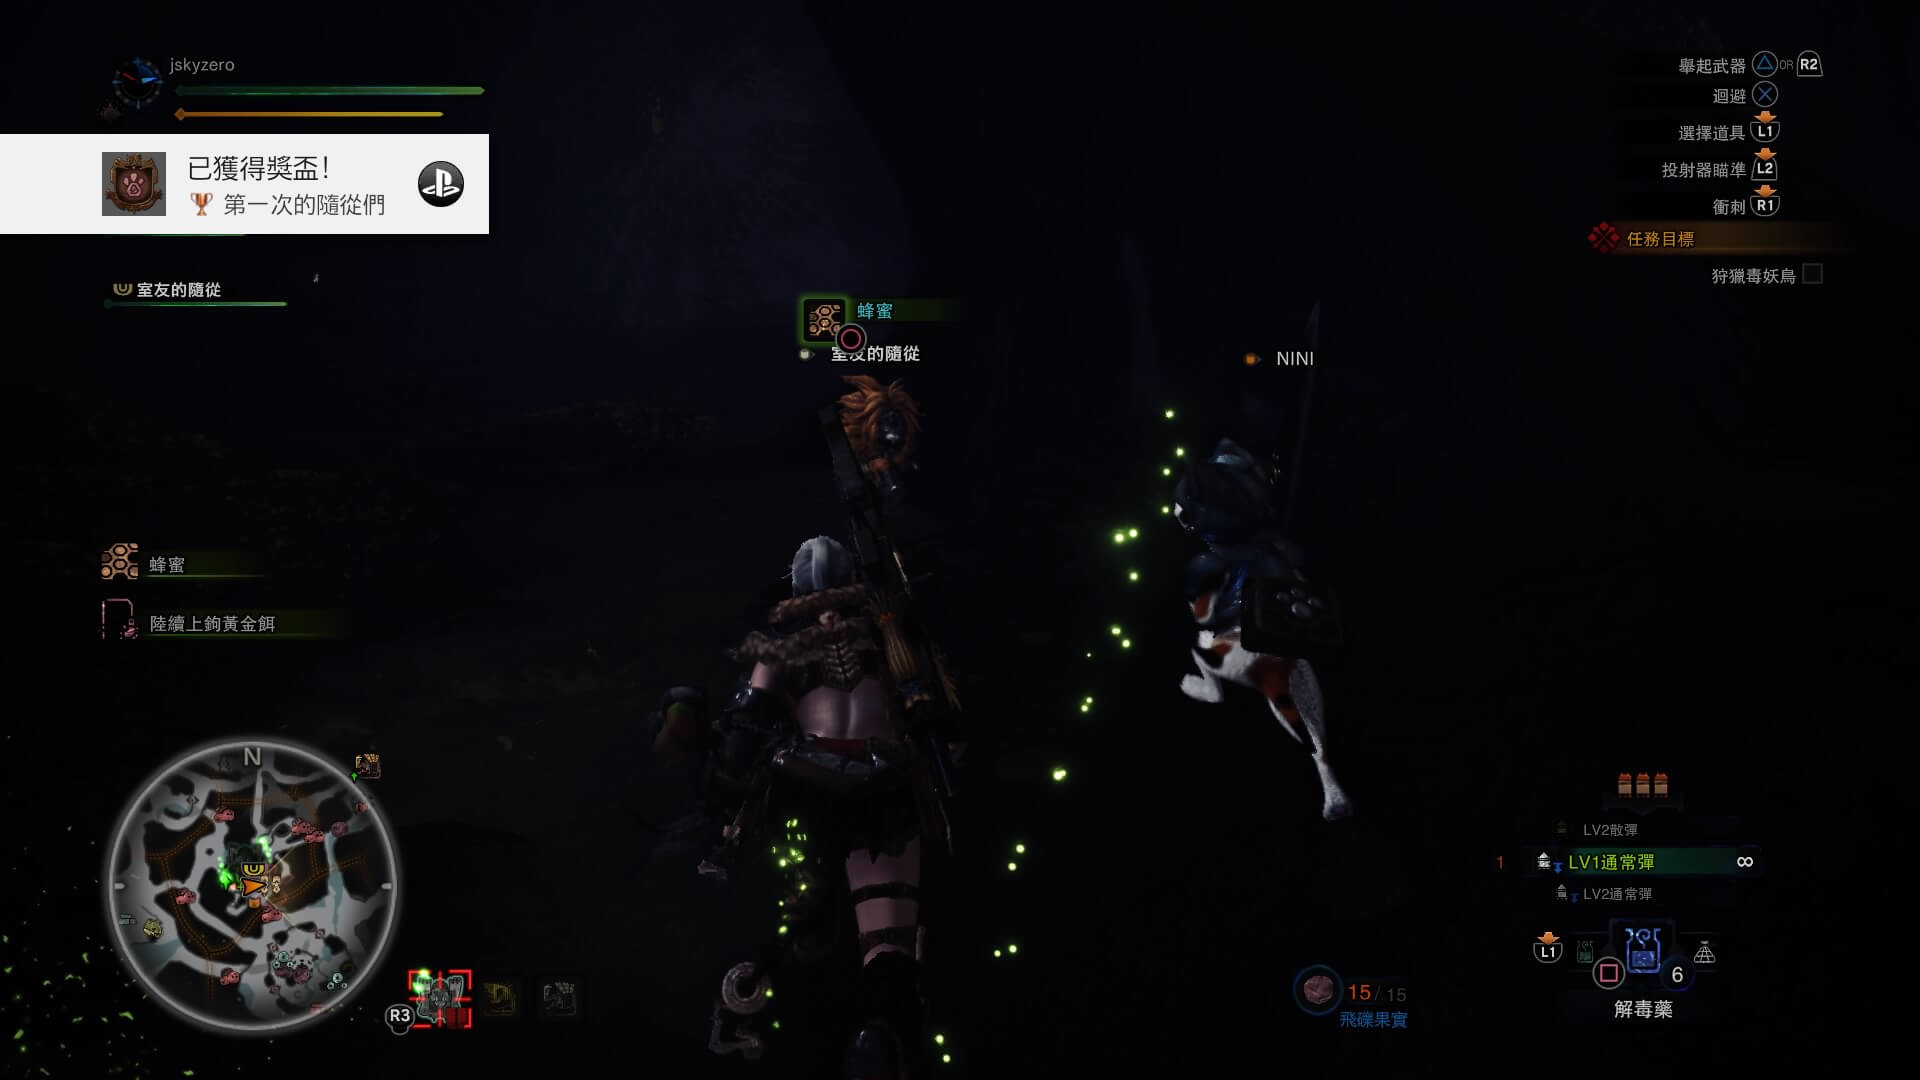 jskyzero
已獲得獎盃!
第一次的隨從們
室友的隨從
舉起武器 OR R2
迴避
選擇道具 L1
投射器瞄準 L2
衝刺 R1
任務目標
狩獵毒妖鳥
蜂蜜
室友的隨從
NINI
蜂蜜
陸續上鉤黃金餌
N
R3
15/ 15
飛礫果實
LV2散彈
1 LV1通常彈 ∞
LV2通常彈
L1
6
解毒藥